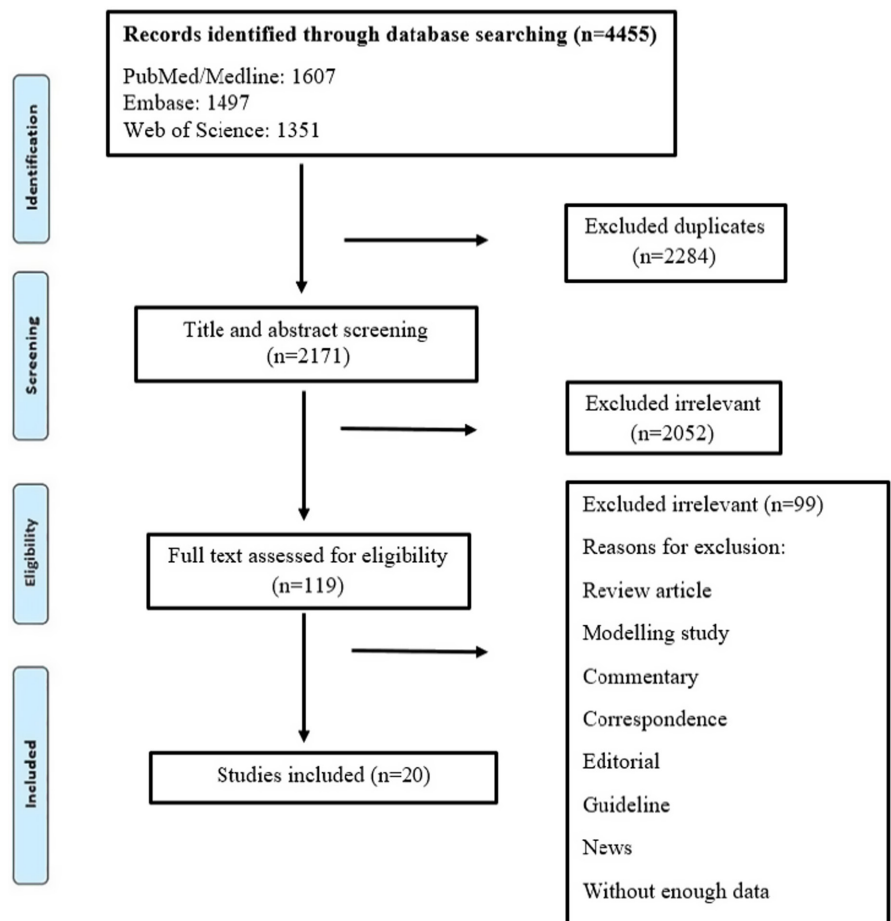 Records identified through database searching (n=4455)
PubMed/Medline: 1607
Embase: 1497
Web of Science: 1351
Identification
Excluded duplicates
(n=2284)
Screening
Title and abstract screening
(n=2171)
Excluded irrelevant
(n=2052)
Eligibility
Full text assessed for eligibility
(n=119)
Excluded irrelevant (n=99)
Reasons for exclusion:
Review article
Modelling study
Commentary
Correspondence
Editorial
Guideline
News
Without enough data
Included
Studies included (n=20)